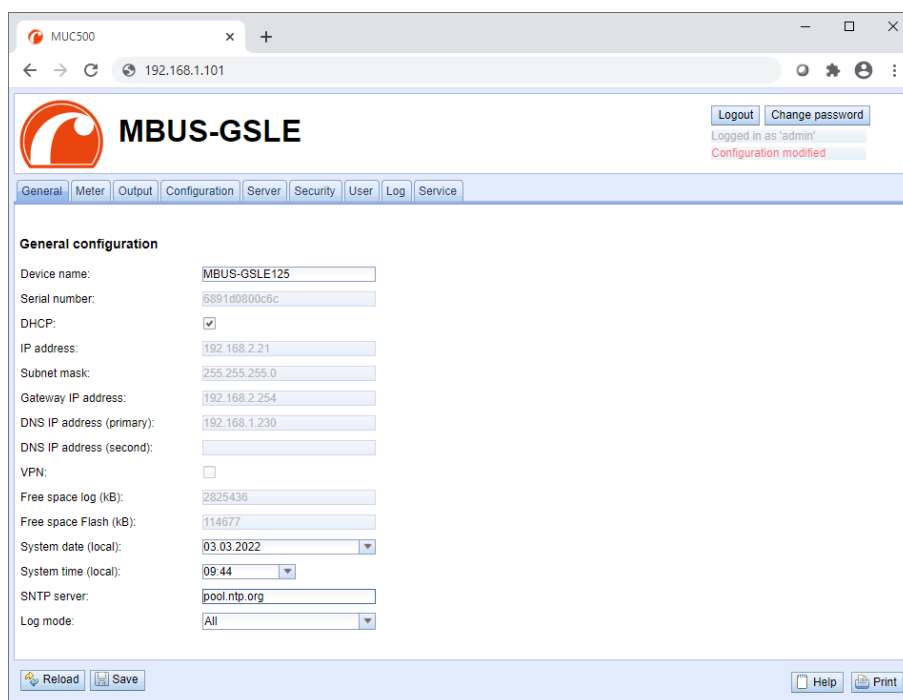 MUC500
192.168.1.101
MBUS-GSLE
Logout Change password
Logged in as 'admin'
Configuration modified
General Meter Output Configuration Server Security User Log Service
General configuration
Device name: MBUS-GSLE125
Serial number: 6891d0800c6c
DHCP:
IP address: 192.168.2.21
Subnet mask: 255.255.255.0
Gateway IP address: 192.168.2.254
DNS IP address (primary): 192.168.1.230
DNS IP address (second):
VPN:
Free space log (kB): 2825436
Free space Flash (kB): 114677
System date (local): 03.03.2022
System time (local): 09:44
SNTP server: pool.ntp.org
Log mode: All
Reload Save Help Print